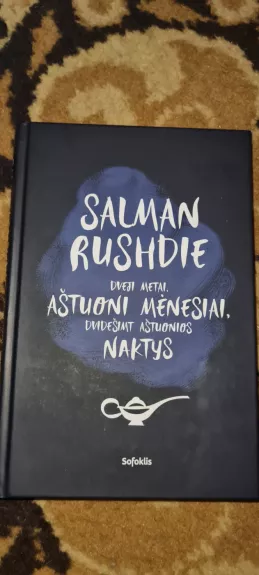 SALMAN
RUSHDIE
DVEJI METAI,
AŠTUONI MĖNESIAI,
DVIDEŠIMT AŠTUONIOS
NAKTYS
Sofoklis